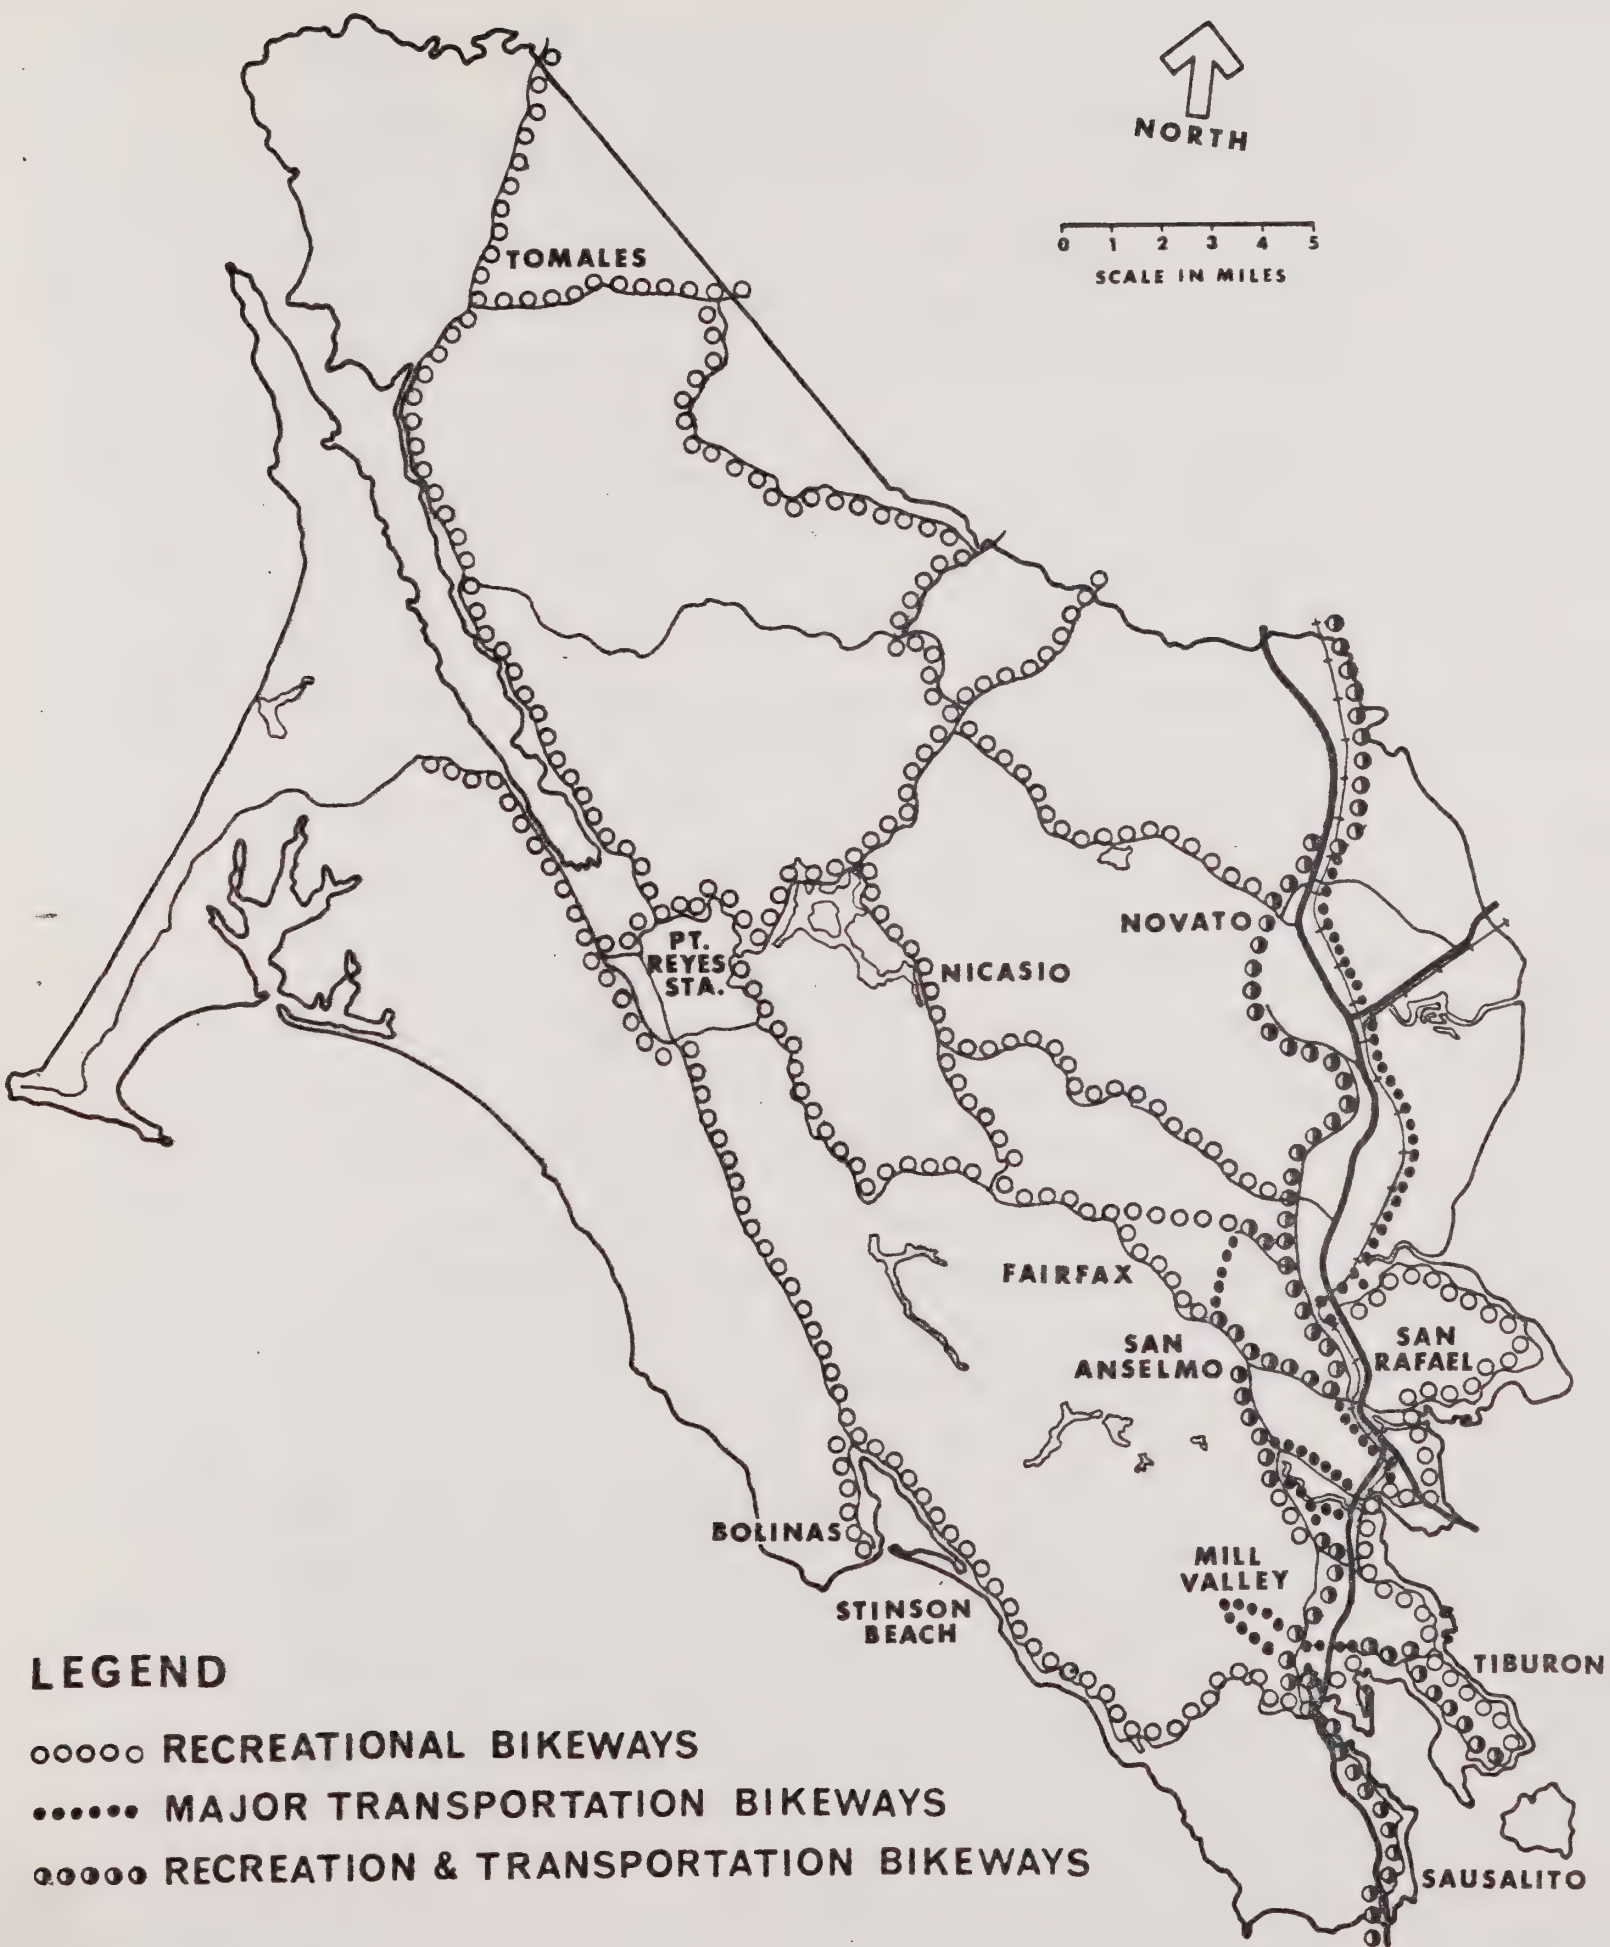 NORTH
0 1 2 3 4 5
SCALE IN MILES
TOMALES
NOVATO
PT.
REYES
STA.
NICASIO
FAIRFAX
SAN
ANSELMO
SAN
RAFAEL
BOLINAS
MILL
VALLEY
STINSON
BEACH
TIBURON
SAUSALITO
LEGEND
RECREATIONAL BIKEWAYS
MAJOR TRANSPORTATION BIKEWAYS
RECREATION & TRANSPORTATION BIKEWAYS